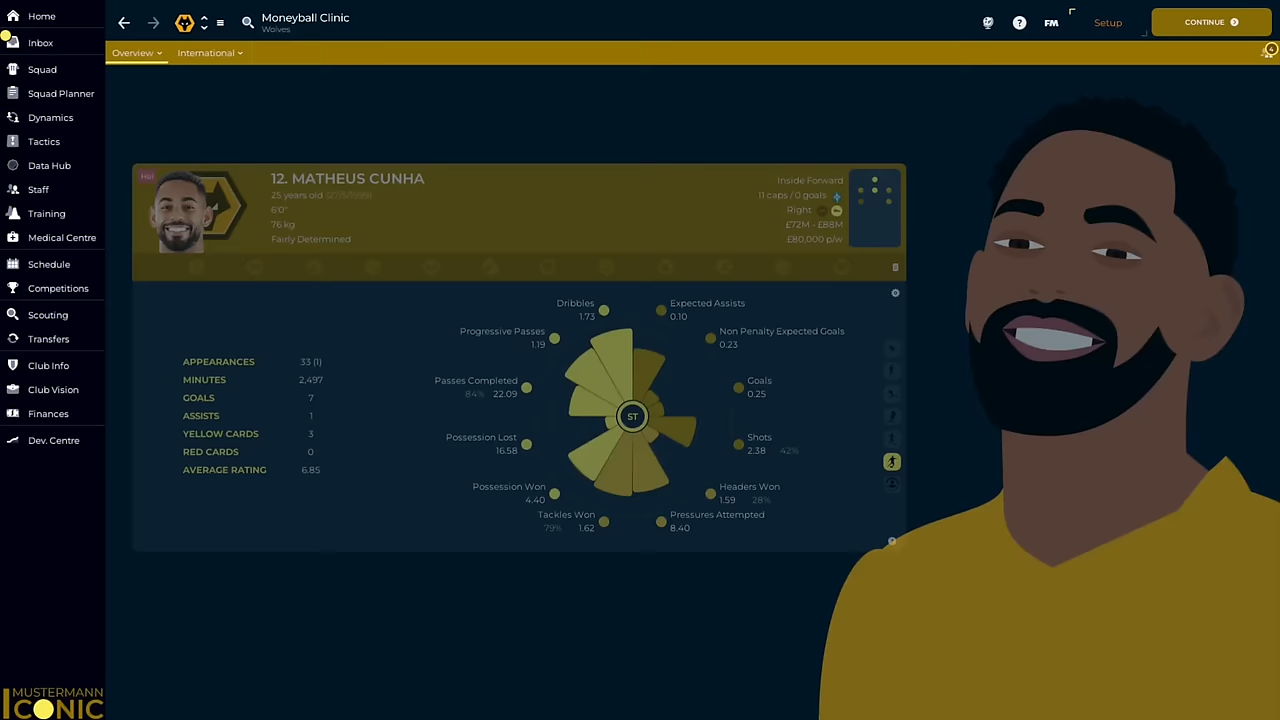 Home
Inbox
Squad
Squad Planner
Dynamics
Tactics
Data Hub
Staff
Training
Medical Centre
Schedule
Competitions
Scouting
Transfers
Club Info
Club Vision
Finances
Dev. Centre
MUSTERMANN
ICONIC
Moneyball Clinic
Wolves
FM
Setup
CONTINUE
Overview
International
4
12. MATHEUS CUNHA
25 years old
6'0"
76 kg
Fairly Determined
Inside Forward
11 caps / 0 goals
Right
£72M - £88M
£80,000 p/w
APPEARANCES 33 (1)
MINUTES 2,497
GOALS 7
ASSISTS 1
YELLOW CARDS 3
RED CARDS 0
AVERAGE RATING 6.85
Dribbles
1.73
Expected Assists
0.10
Progressive Passes
1.19
Non Penalty Expected Goals
0.23
Passes Completed
84% 22.09
Goals
0.25
ST
Possession Lost
16.58
Shots
2.38 42%
Possession Won
4.40
Headers Won
1.59 28%
Tackles Won
79% 1.62
Pressures Attempted
8.40